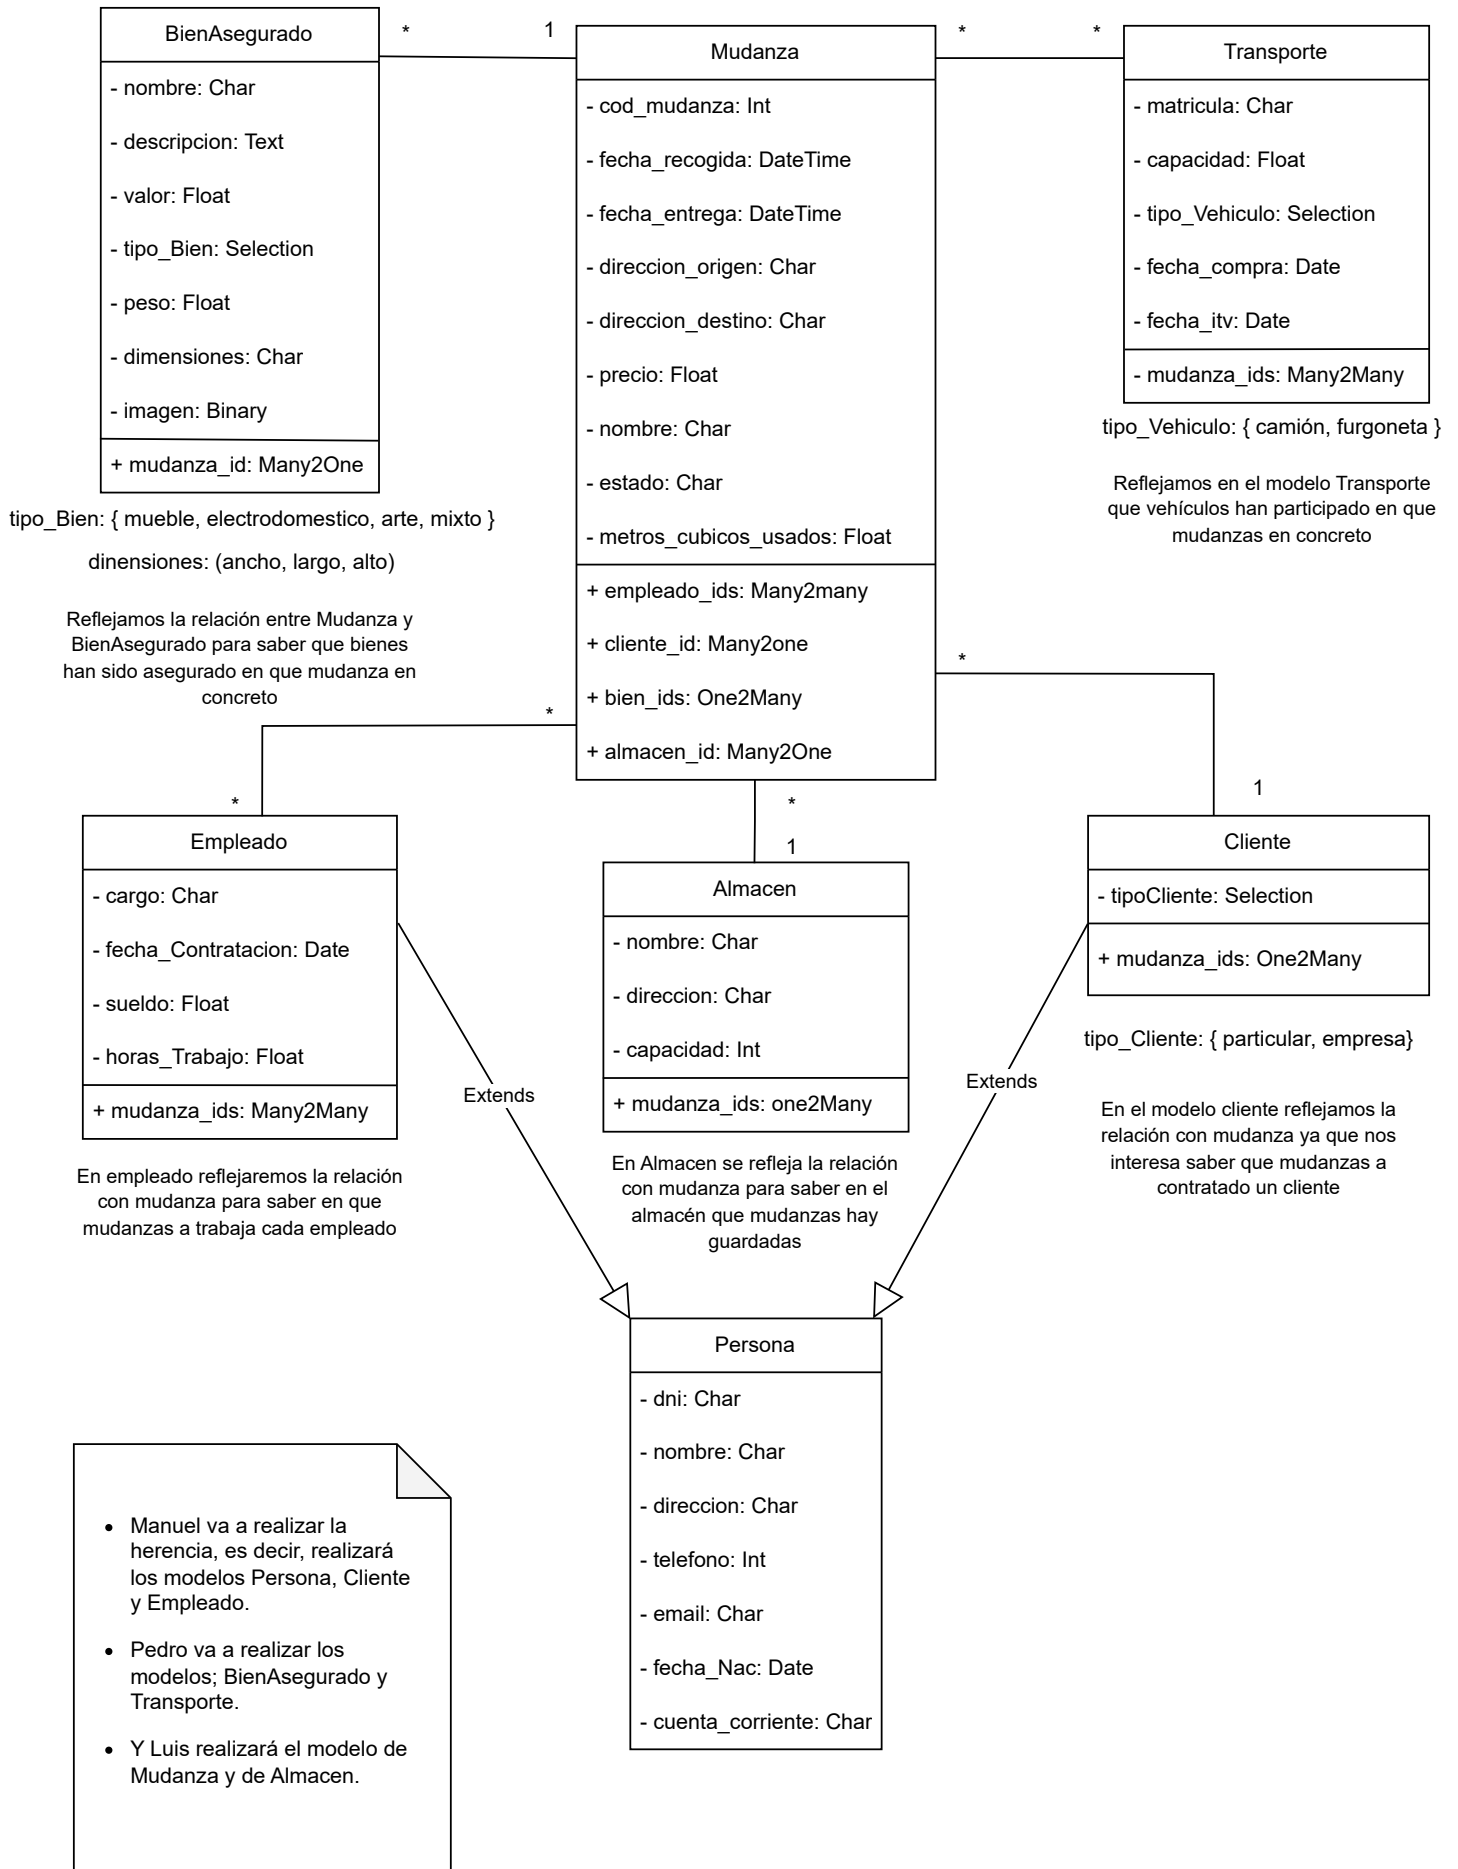 BienAsegurado
- nombre: Char
- descripcion: Text
- valor: Float
- tipo_Bien: Selection
- peso: Float
- dimensiones: Char
- imagen: Binary
+ mudanza_id: Many2One
tipo_Bien: { mueble, electrodomestico, arte, mixto }
dinensiones: (ancho, largo, alto)
Reflejamos la relación entre Mudanza y
BienAsegurado para saber que bienes
han sido asegurado en que mudanza en
concreto
*
1
Mudanza
- cod_mudanza: Int
- fecha_recogida: DateTime
- fecha_entrega: DateTime
- direccion_origen: Char
- direccion_destino: Char
- precio: Float
- nombre: Char
- estado: Char
- metros_cubicos_usados: Float
+ empleado_ids: Many2many
+ cliente_id: Many2one
+ bien_ids: One2Many
+ almacen_id: Many2One
*
*
Transporte
- matricula: Char
- capacidad: Float
- tipo_Vehiculo: Selection
- fecha_compra: Date
- fecha_itv: Date
- mudanza_ids: Many2Many
tipo_Vehiculo: { camión, furgoneta }
Reflejamos en el modelo Transporte
que vehículos han participado en que
mudanzas en concreto
*
*
Empleado
- cargo: Char
- fecha_Contratacion: Date
- sueldo: Float
- horas_Trabajo: Float
+ mudanza_ids: Many2Many
En empleado reflejaremos la relación
con mudanza para saber en que
mudanzas a trabaja cada empleado
*
1
Almacen
- nombre: Char
- direccion: Char
- capacidad: Int
+ mudanza_ids: one2Many
En Almacen se refleja la relación
con mudanza para saber en el
almacén que mudanzas hay
guardadas
*
1
Cliente
- tipoCliente: Selection
+ mudanza_ids: One2Many
tipo_Cliente: { particular, empresa}
En el modelo cliente reflejamos la
relación con mudanza ya que nos
interesa saber que mudanzas a
contratado un cliente
Extends
Extends
Persona
- dni: Char
- nombre: Char
- direccion: Char
- telefono: Int
- email: Char
- fecha_Nac: Date
- cuenta_corriente: Char
• Manuel va a realizar la
herencia, es decir, realizará
los modelos Persona, Cliente
y Empleado.
• Pedro va a realizar los
modelos; BienAsegurado y
Transporte.
• Y Luis realizará el modelo de
Mudanza y de Almacen.